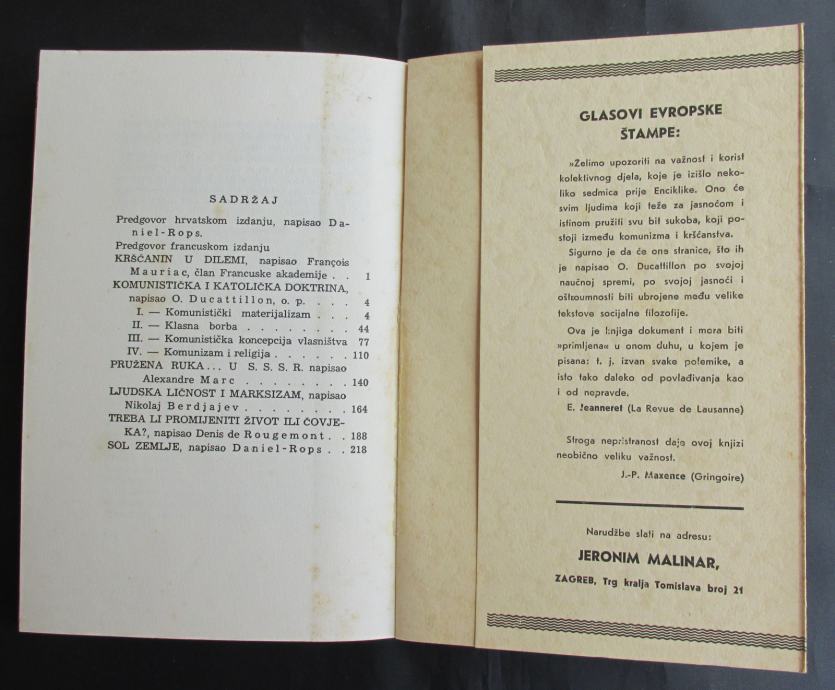 SADRŽAJ
Predgovor hrvatskom izdanju, napisao Da-
niel-Rops.
Predgovor francuskom izdanju
KRŠĆANIN U DILEMI, napisao François
Mauriac, član Francuske akademije . . 1
KOMUNISTIČKA I KATOLIČKA DOKTRINA,
napisao O. Ducattillon, o. p. . . . . 4
I. — Komunistički materijalizam . . . 4
II. — Klasna borba . . . . . . . . 44
III. — Komunistička koncepcija vlasništva 77
IV. — Komunizam i religija . . . . . 110
PRUŽENA RUKA... U S. S. S. R. napisao
Alexandre Marc . . . . . . . . 140
LJUDSKA LIČNOST I MARKSIZAM, napisao
Nikolaj Berdjajev . . . . . . . . 164
TREBA LI PROMIJENITI ŽIVOT ILI ČOVJE-
KA?, napisao Denis de Rougemont . . 188
SOL ZEMLJE, napisao Daniel-Rops . . 218
GLASOVI EVROPSKE
ŠTAMPE:
»Želimo upozoriti na važnost i korist
kolektivnog djela, koje je izišlo neko-
liko sedmica prije Enciklike. Ono će
svim ljudima koji teže za jasnoćom i
istinom pružiti svu bit sukoba, koji po-
stoji između komunizma i kršćanstva.
Sigurno je da će one stranice, što ih
je napisao O. Ducattillon po svojoj
naučnoj spremi, po svojoj jasnoći i
oštroumnosti biti ubrojene među velike
tekstove socijalne filozofije.
Ova je knjiga dokument i mora biti
»primljena« u onom duhu, u kojem je
pisana: t. j. izvan svake polemike, a
isto tako daleko od povlađivanja kao
i od nepravde.
E. Jeanneret (La Revue de Lausanne)
Stroga nepristranost daje ovoj knjizi
neobično veliku važnost.
J.-P. Maxence (Gringoire)
Narudžbe slati na adresu:
JERONIM MALINAR,
ZAGREB, Trg kralja Tomislava broj 21